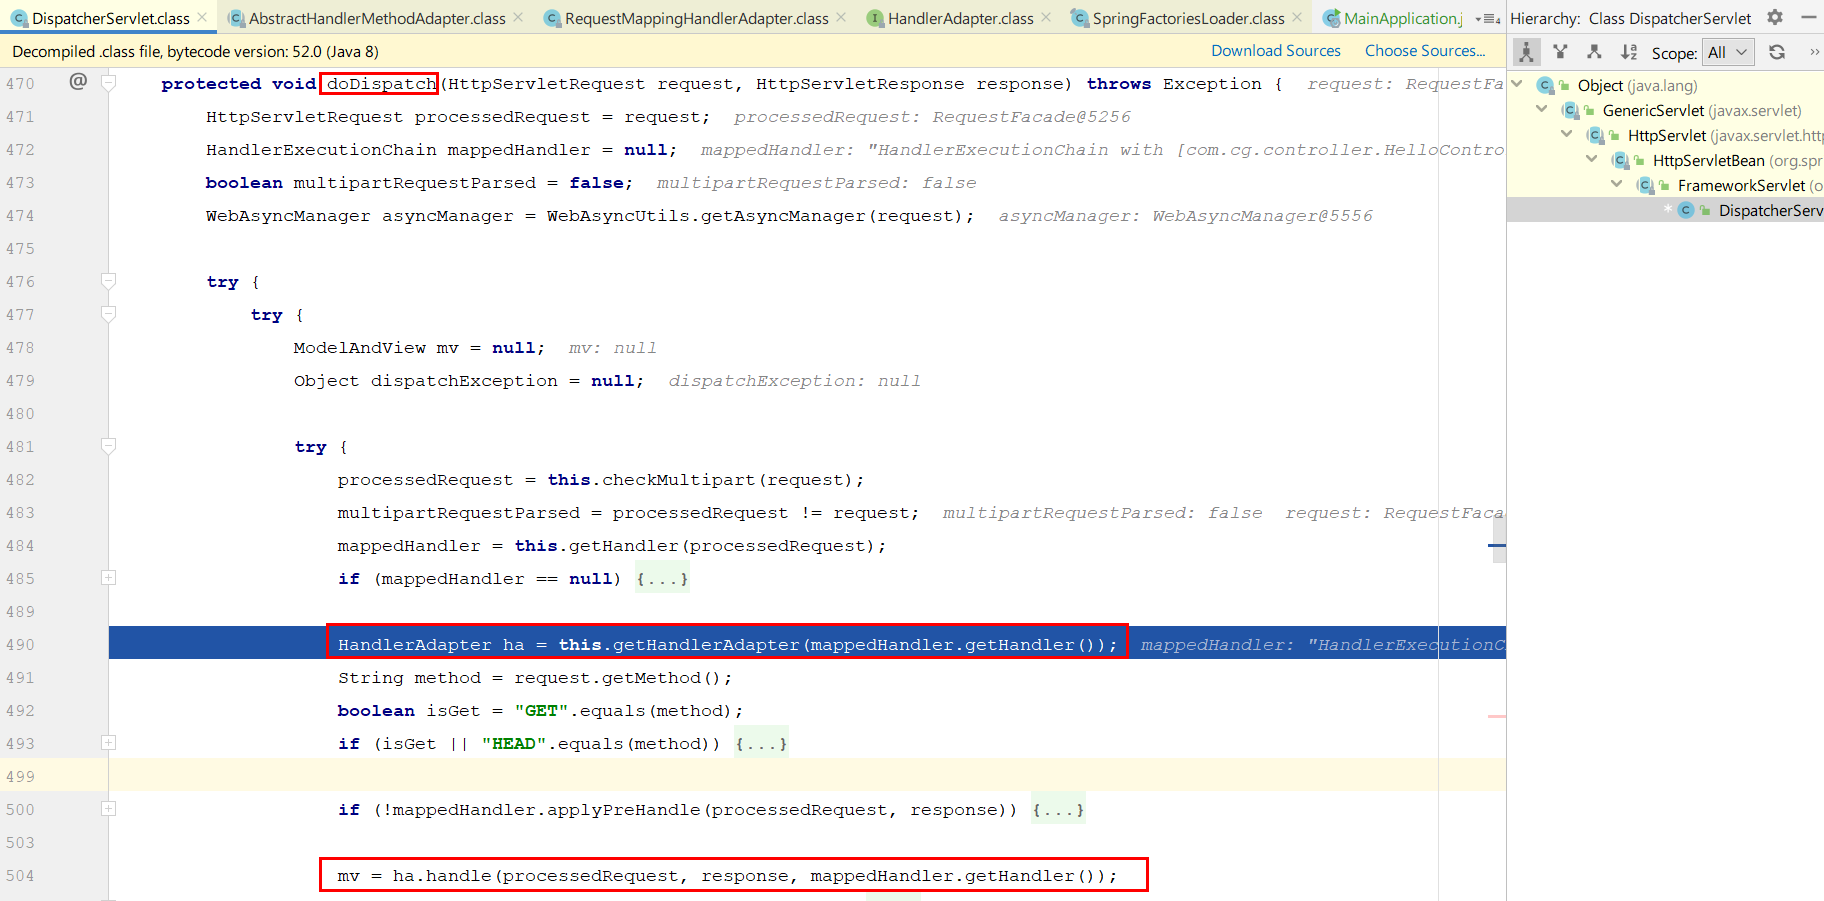 DispatcherServlet.class AbstractHandlerMethodAdapter.class RequestMappingHandlerAdapter.class HandlerAdapter.class SpringFactoriesLoader.class MainApplication.j
Decompiled .class file, bytecode version: 52.0 (Java 8) Download Sources Choose Sources...
470 @ protected void doDispatch(HttpServletRequest request, HttpServletResponse response) throws Exception { request: RequestFa
471 HttpServletRequest processedRequest = request; processedRequest: RequestFacade@5256
472 HandlerExecutionChain mappedHandler = null; mappedHandler: "HandlerExecutionChain with [com.cg.controller.HelloContro
473 boolean multipartRequestParsed = false; multipartRequestParsed: false
474 WebAsyncManager asyncManager = WebAsyncUtils.getAsyncManager(request); asyncManager: WebAsyncManager@5556
475
476 try {
477 try {
478 ModelAndView mv = null; mv: null
479 Object dispatchException = null; dispatchException: null
480
481 try {
482 processedRequest = this.checkMultipart(request);
483 multipartRequestParsed = processedRequest != request; multipartRequestParsed: false request: RequestFaca
484 mappedHandler = this.getHandler(processedRequest);
485 if (mappedHandler == null) {...}
489
490 HandlerAdapter ha = this.getHandlerAdapter(mappedHandler.getHandler()); mappedHandler: "HandlerExecutionC
491 String method = request.getMethod();
492 boolean isGet = "GET".equals(method);
493 if (isGet || "HEAD".equals(method)) {...}
499
500 if (!mappedHandler.applyPreHandle(processedRequest, response)) {...}
503
504 mv = ha.handle(processedRequest, response, mappedHandler.getHandler());
Hierarchy: Class DispatcherServlet
Scope: All
Object (java.lang)
GenericServlet (javax.servlet)
HttpServlet (javax.servlet.http
HttpServletBean (org.spr
FrameworkServlet (o
* DispatcherServ